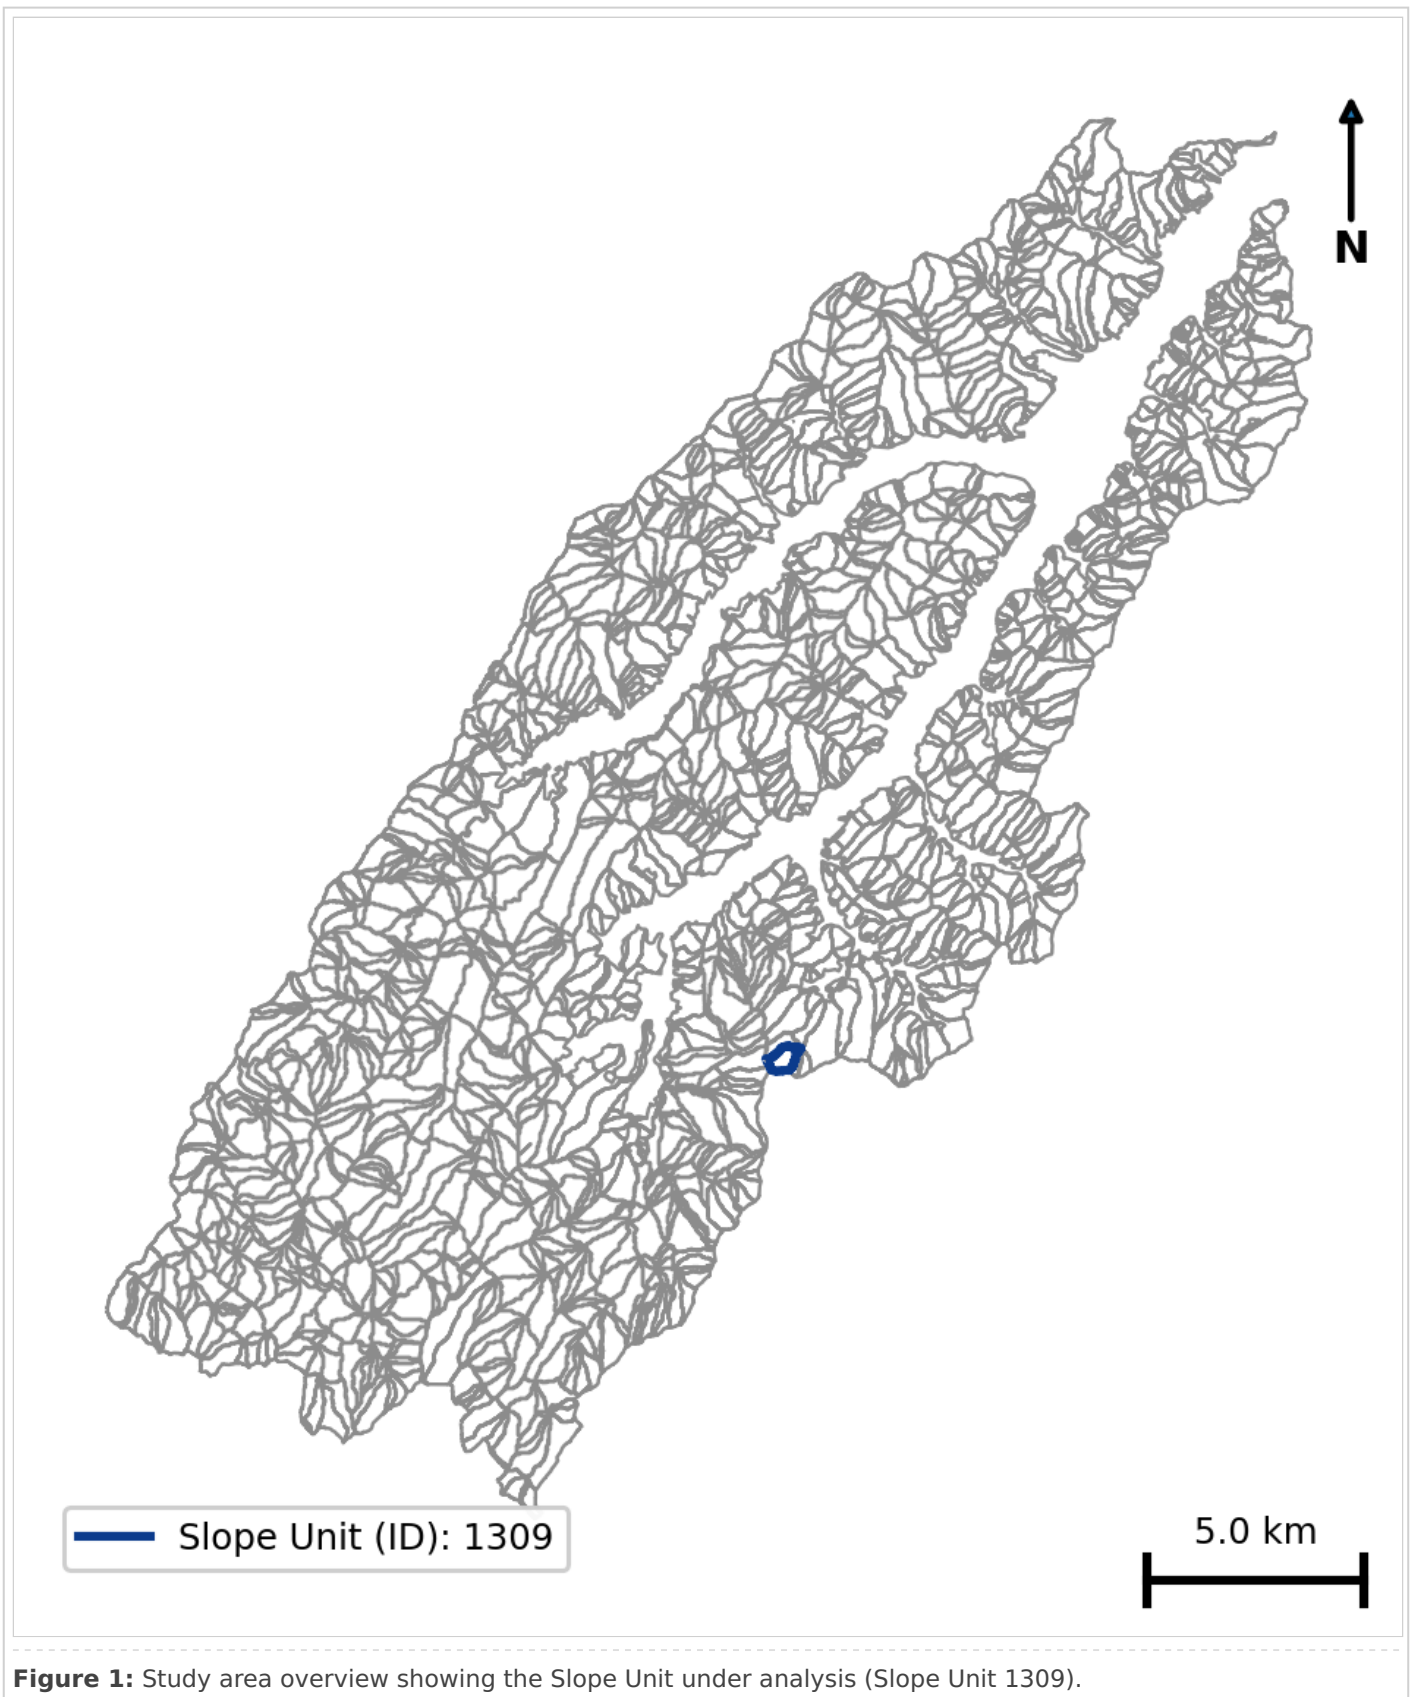 N
Slope Unit (ID): 1309
5.0 km
Figure 1: Study area overview showing the Slope Unit under analysis (Slope Unit 1309).